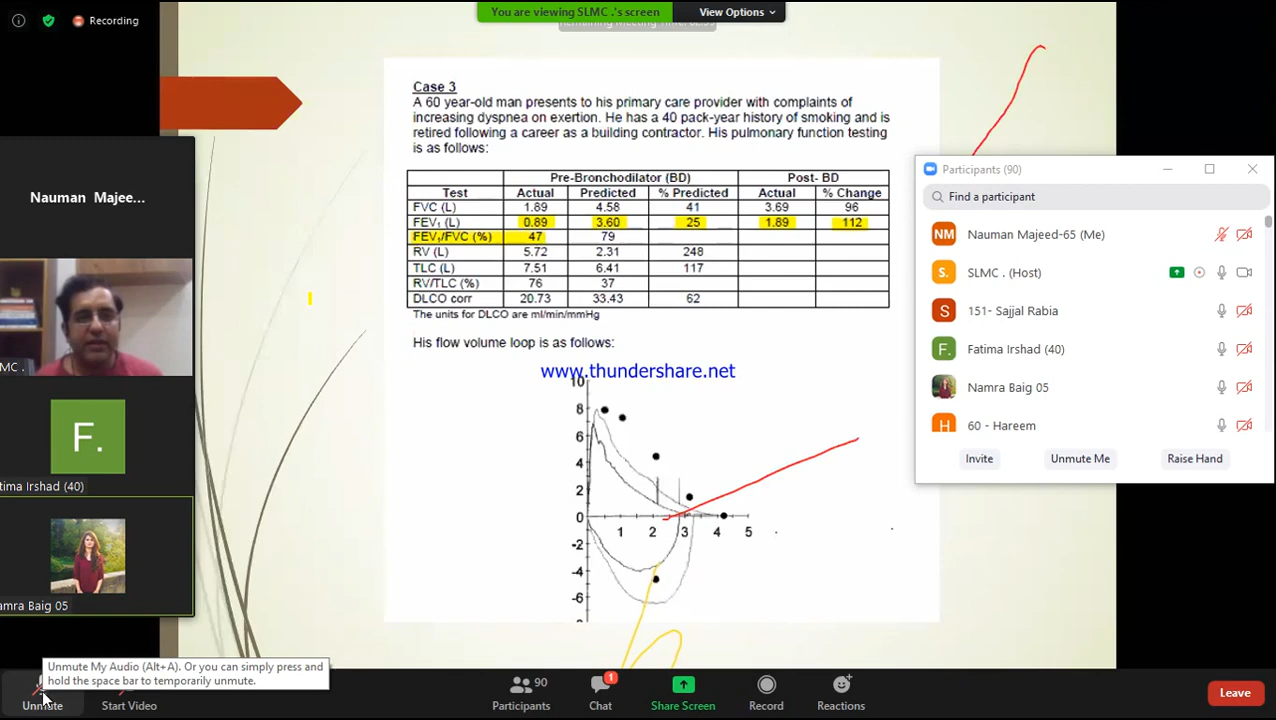 Recording
You are viewing SLMC .'s screen
View Options
Case 3
A 60 year-old man presents to his primary care provider with complaints of
increasing dyspnea on exertion. He has a 40 pack-year history of smoking and is
retired following a career as a building contractor. His pulmonary function testing
is as follows:
Pre-Bronchodilator (BD) Post- BD
Test Actual Predicted % Predicted Actual % Change
FVC (L) 1.89 4.58 41 3.69 96
FEV₁ (L) 0.89 3.60 25 1.89 112
FEV₁/FVC (%) 47 79
RV (L) 5.72 2.31 248
TLC (L) 7.51 6.41 117
RV/TLC (%) 76 37
DLCO corr 20.73 33.43 62
The units for DLCO are ml/min/mmHg
His flow volume loop is as follows:
www.thundershare.net
10
8
6
4
2
0
1 2 3 4 5
-2
-4
-6
Nauman Majee...
MC .
F.
atima Irshad (40)
amra Baig 05
Participants (90)
Find a participant
NM Nauman Majeed-65 (Me)
S. SLMC . (Host)
S 151- Sajjal Rabia
F. Fatima Irshad (40)
Namra Baig 05
H 60 - Hareem
Invite Unmute Me Raise Hand
Unmute My Audio (Alt+A). Or you can simply press and
hold the space bar to temporarily unmute.
90
1
Unmute Start Video Participants Chat Share Screen Record Reactions Leave